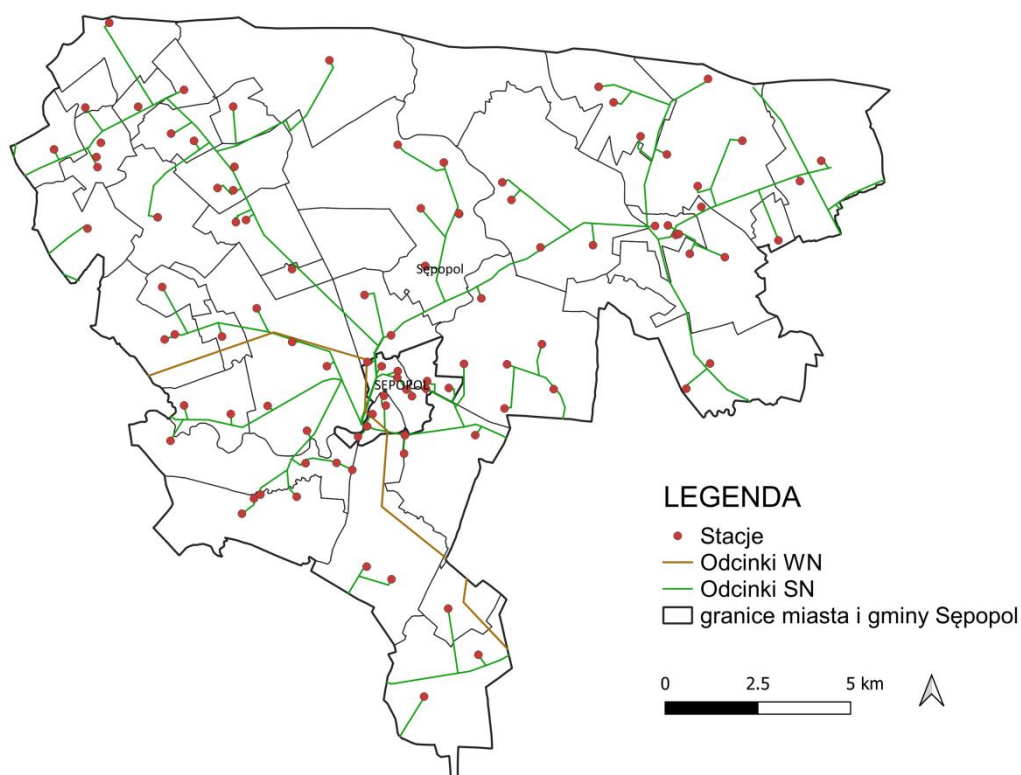 Sępopol
SĘPOPOL
LEGENDA
Stacje
Odcinki WN
Odcinki SN
granice miasta i gminy Sępopol
0 2.5 5 km